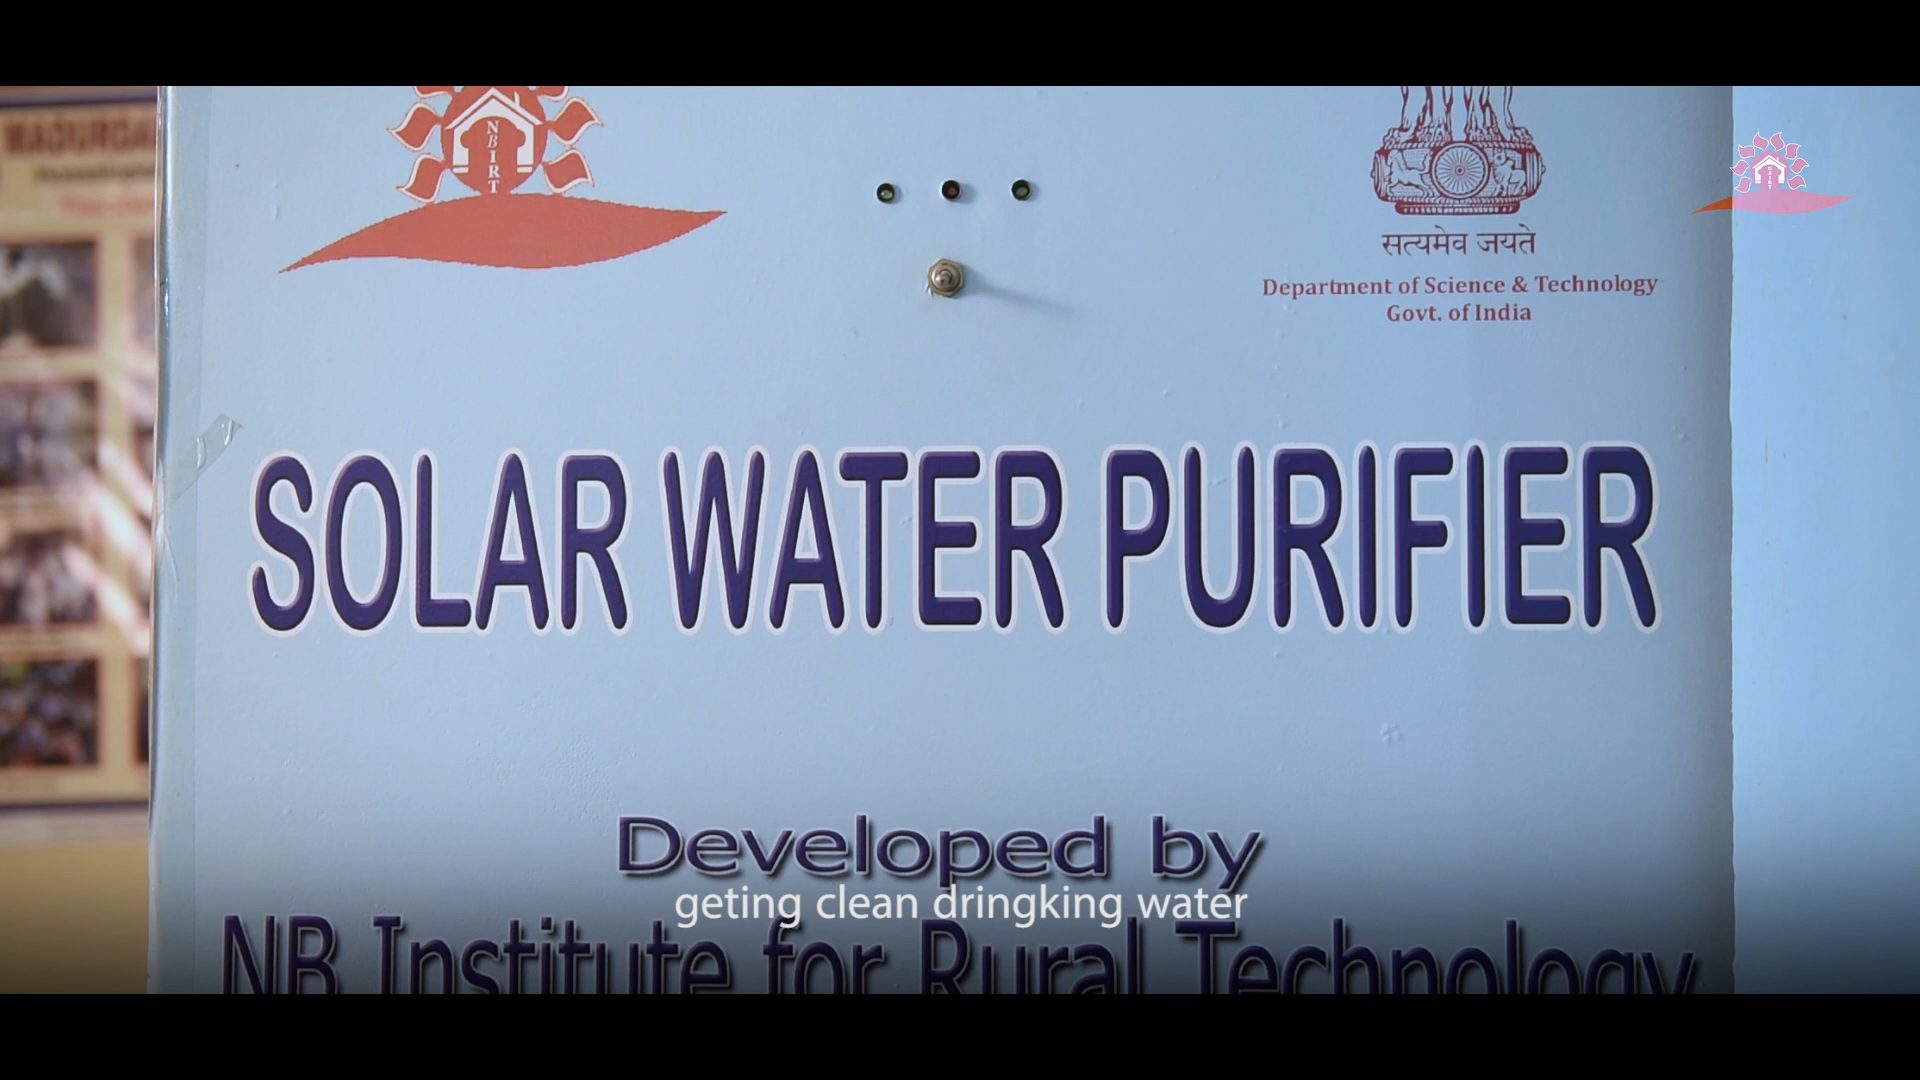 NBIRT
सत्यमेव जयते
Department of Science & Technology
Govt. of India
SOLAR WATER PURIFIER
Developed by
geting clean dringking water
NB Institute for Rural Technology